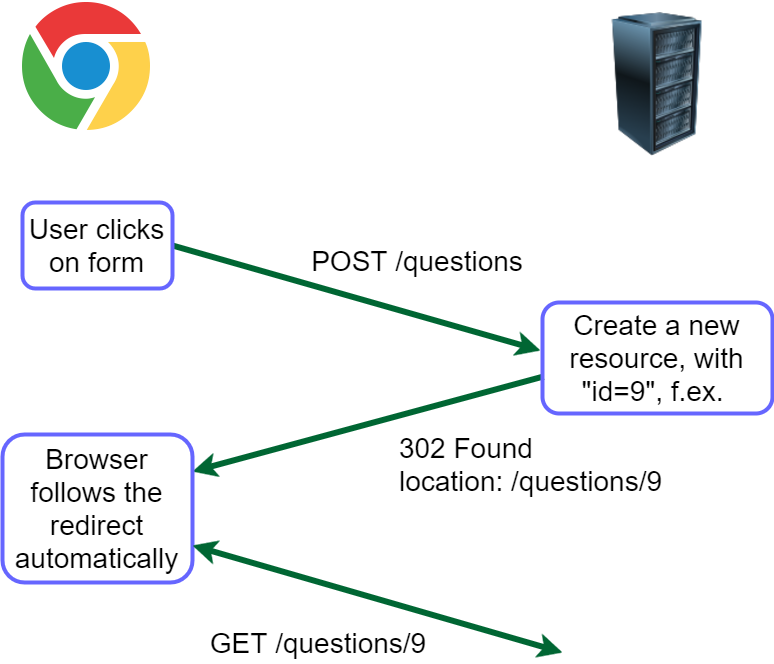 User clicks
on form
POST /questions
Create a new
resource, with
"id=9", f.ex.
302 Found
location: /questions/9
Browser
follows the
redirect
automatically
GET /questions/9